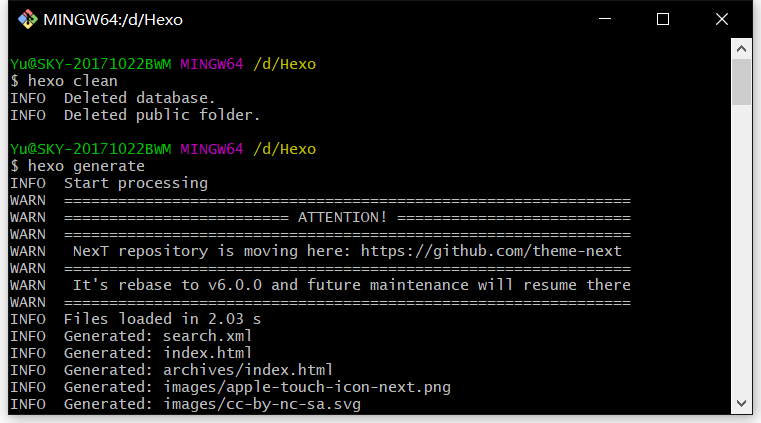 MINGW64:/d/Hexo
Yu@SKY-20171022BWM MINGW64 /d/Hexo
$ hexo clean
INFO  Deleted database.
INFO  Deleted public folder.
Yu@SKY-20171022BWM MINGW64 /d/Hexo
$ hexo generate
INFO  Start processing
WARN  ===============================================================
WARN  ========================= ATTENTION! ==========================
WARN  ===============================================================
WARN   NexT repository is moving here: https://github.com/theme-next
WARN  ===============================================================
WARN   It's rebase to v6.0.0 and future maintenance will resume there
WARN  ===============================================================
INFO  Files loaded in 2.03 s
INFO  Generated: search.xml
INFO  Generated: index.html
INFO  Generated: archives/index.html
INFO  Generated: images/apple-touch-icon-next.png
INFO  Generated: images/cc-by-nc-sa.svg